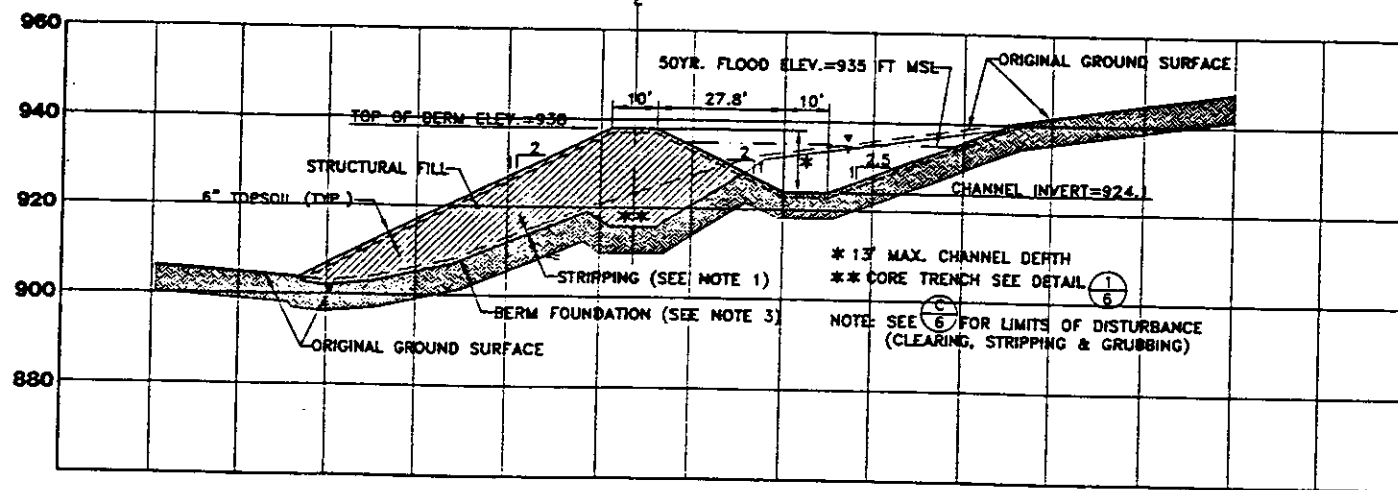 960
50YR. FLOOD ELEV.=935 FT MSL
ORIGINAL GROUND SURFACE
10' 27.8' 10'
940
TOP OF BERM ELEV.=938
2
1
2
1
2.5
1
STRUCTURAL FILL
920
6" TOPSOIL (TYP.)
CHANNEL INVERT=924.1
*
**
* 13' MAX. CHANNEL DEPTH
STRIPPING (SEE NOTE 1)
** CORE TRENCH SEE DETAIL 1/6
900
BERM FOUNDATION (SEE NOTE 3)
NOTE: SEE C/6 FOR LIMITS OF DISTURBANCE
(CLEARING, STRIPPING & GRUBBING)
ORIGINAL GROUND SURFACE
880